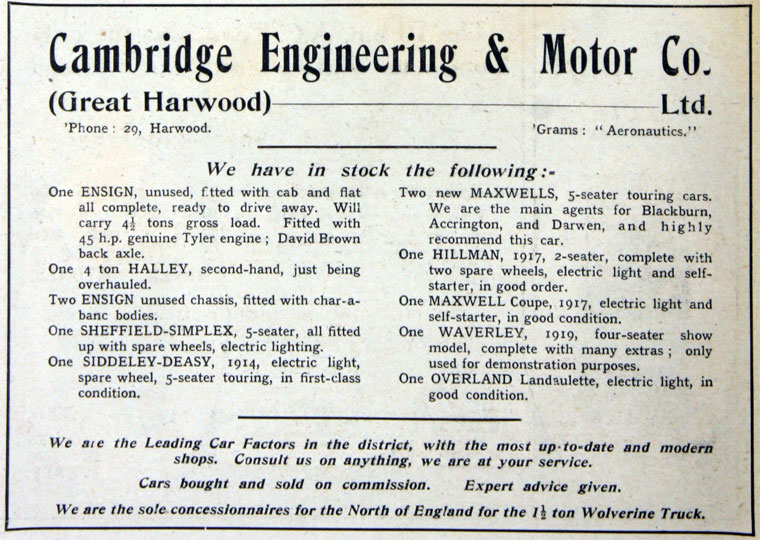 Cambridge Engineering & Motor Co.
(Great Harwood) Ltd.
'Phone: 29, Harwood. 'Grams: "Aeronautics."
We have in stock the following:-
One ENSIGN, unused, fitted with cab and flat
all complete, ready to drive away. Will
carry 4½ tons gross load. Fitted with
45 h.p. genuine Tyler engine; David Brown
back axle.
One 4 ton HALLEY, second-hand, just being
overhauled.
Two ENSIGN unused chassis, fitted with char-a-
banc bodies.
One SHEFFIELD-SIMPLEX, 5-seater, all fitted
up with spare wheels, electric lighting.
One SIDDELEY-DEASY, 1914, electric light,
spare wheel, 5-seater touring, in first-class
condition.
Two new MAXWELLS, 5-seater touring cars.
We are the main agents for Blackburn,
Accrington, and Darwen, and highly
recommend this car.
One HILLMAN, 1917, 2-seater, complete with
two spare wheels, electric light and self-
starter, in good order.
One MAXWELL Coupe, 1917, electric light and
self-starter, in good condition.
One WAVERLEY, 1919, four-seater show
model, complete with many extras; only
used for demonstration purposes.
One OVERLAND Landaulette, electric light, in
good condition.
We are the Leading Car Factors in the district, with the most up-to-date and modern
shops. Consult us on anything, we are at your service.
Cars bought and sold on commission. Expert advice given.
We are the sole concessionnaires for the North of England for the 1½ ton Wolverine Truck.